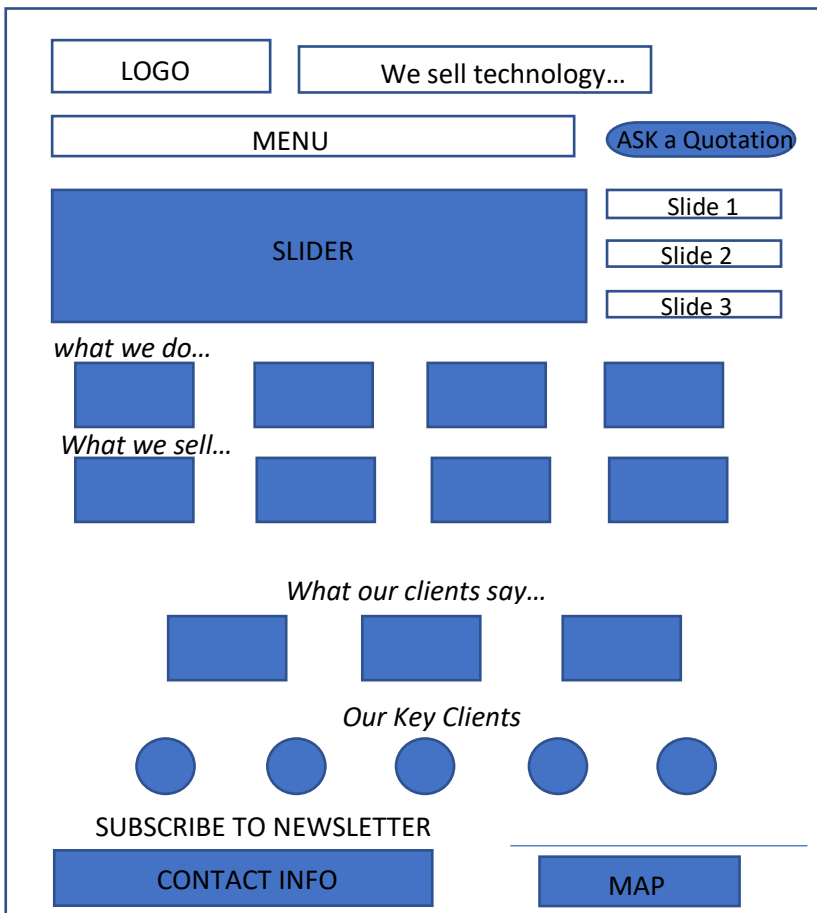 LOGO
We sell technology…
MENU
ASK a Quotation
SLIDER
Slide 1
Slide 2
Slide 3
what we do…
What we sell…
What our clients say…
Our Key Clients
SUBSCRIBE TO NEWSLETTER
CONTACT INFO
MAP